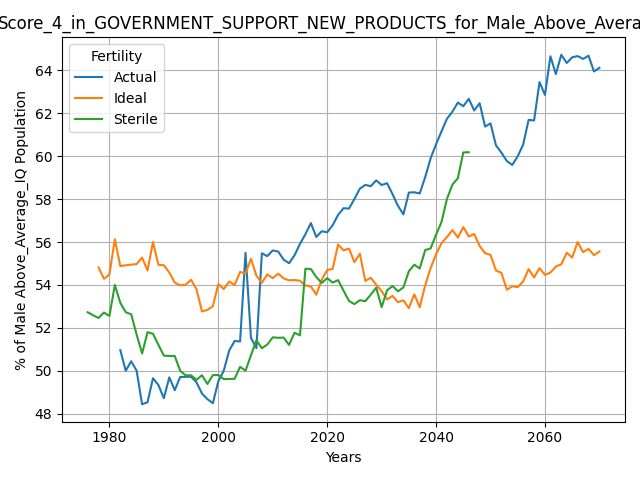 Score_4_in_GOVERNMENT_SUPPORT_NEW_PRODUCTS_for_Male_Above_Avera
Fertility
Actual
Ideal
Sterile
% of Male Above_Average_IQ Population
64
62
60
58
56
54
52
50
48
1980
2000
2020
2040
2060
Years